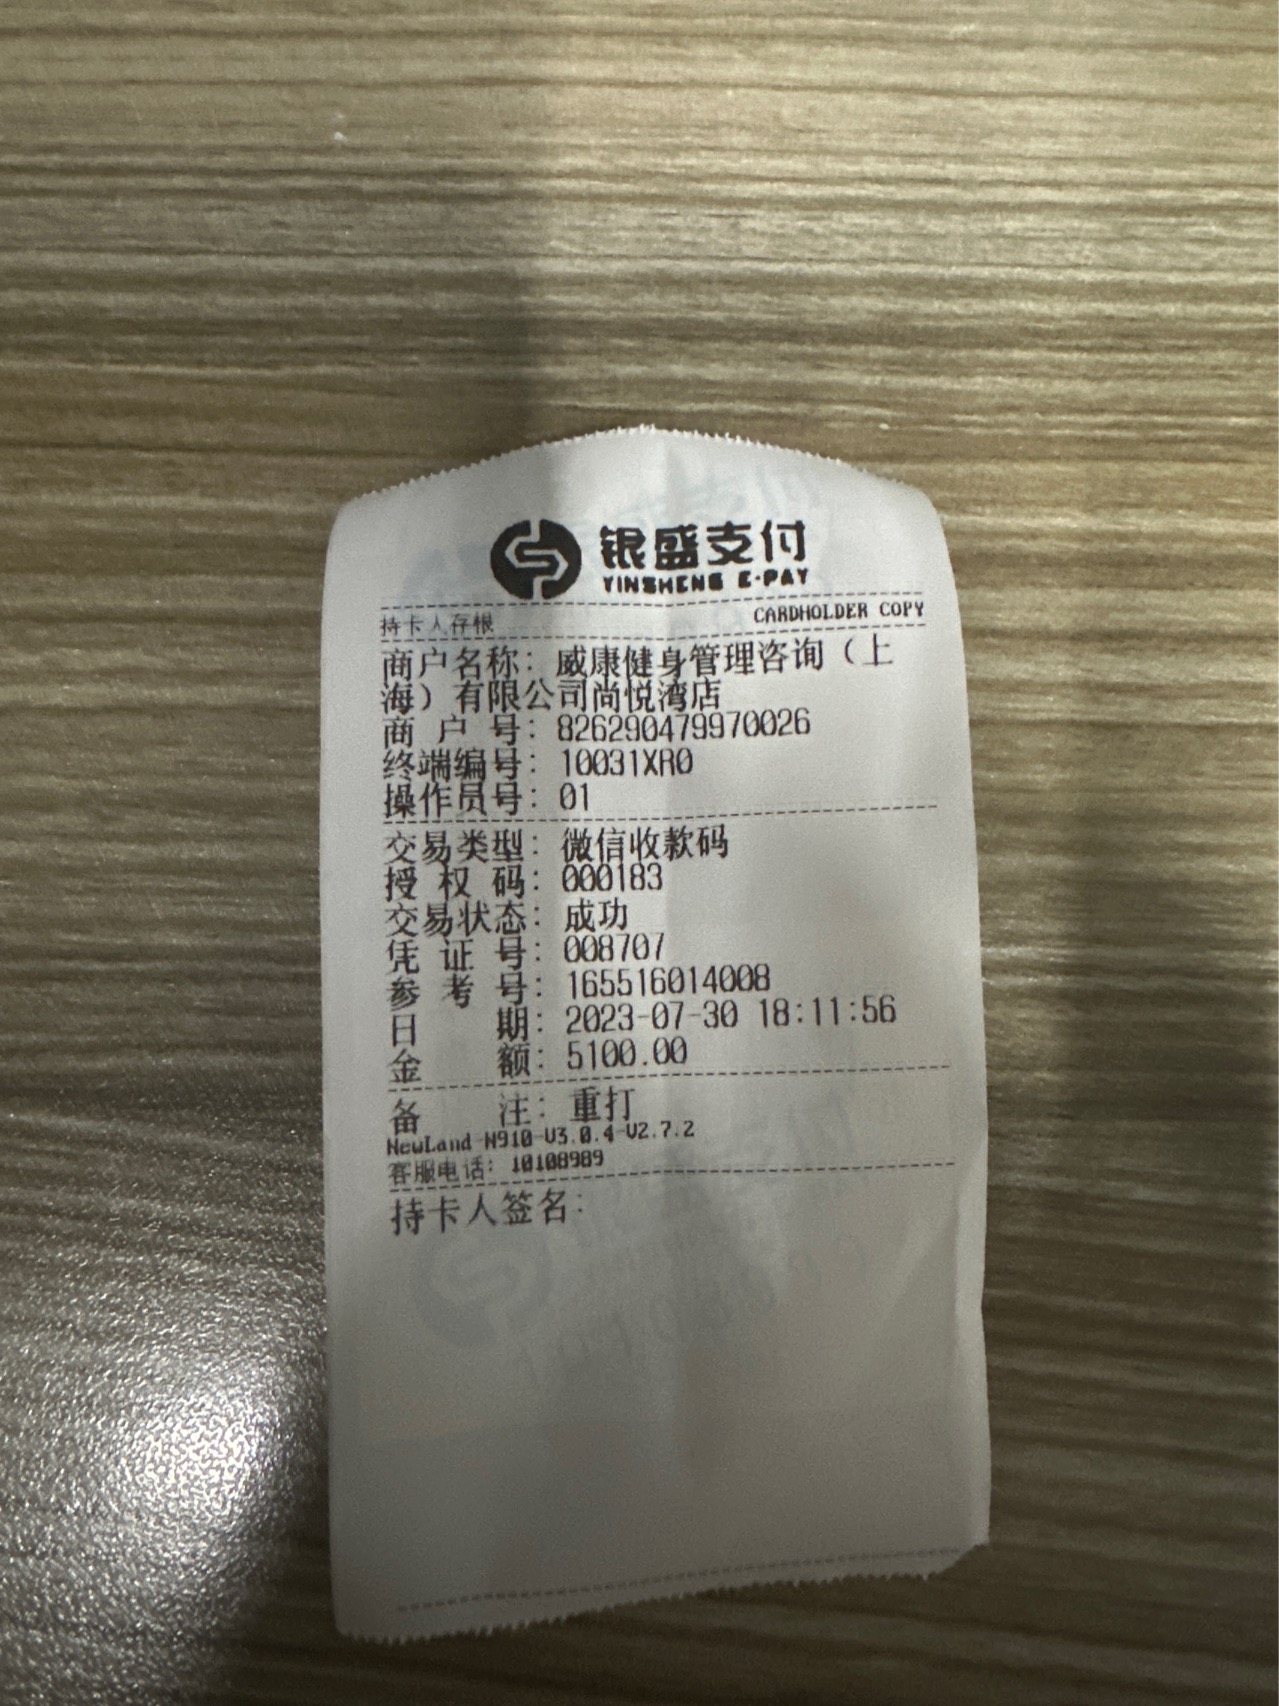 银盛支付
YINSHENG E·PAY
持卡人存根 CARDHOLDER COPY
商户名称：威康健身管理咨询（上
海）有限公司尚悦湾店
商户号：826290479970026
终端编号：10031XR0
操作员号：01
交易类型：微信收款码
授权码：000183
交易状态：成功
凭证号：008707
参考号：165516014008
日期：2023-07-30 18:11:56
金额：5100.00
备注：重打
NewLand-N910-V3.0.4-V2.7.2
客服电话：10108989
持卡人签名：